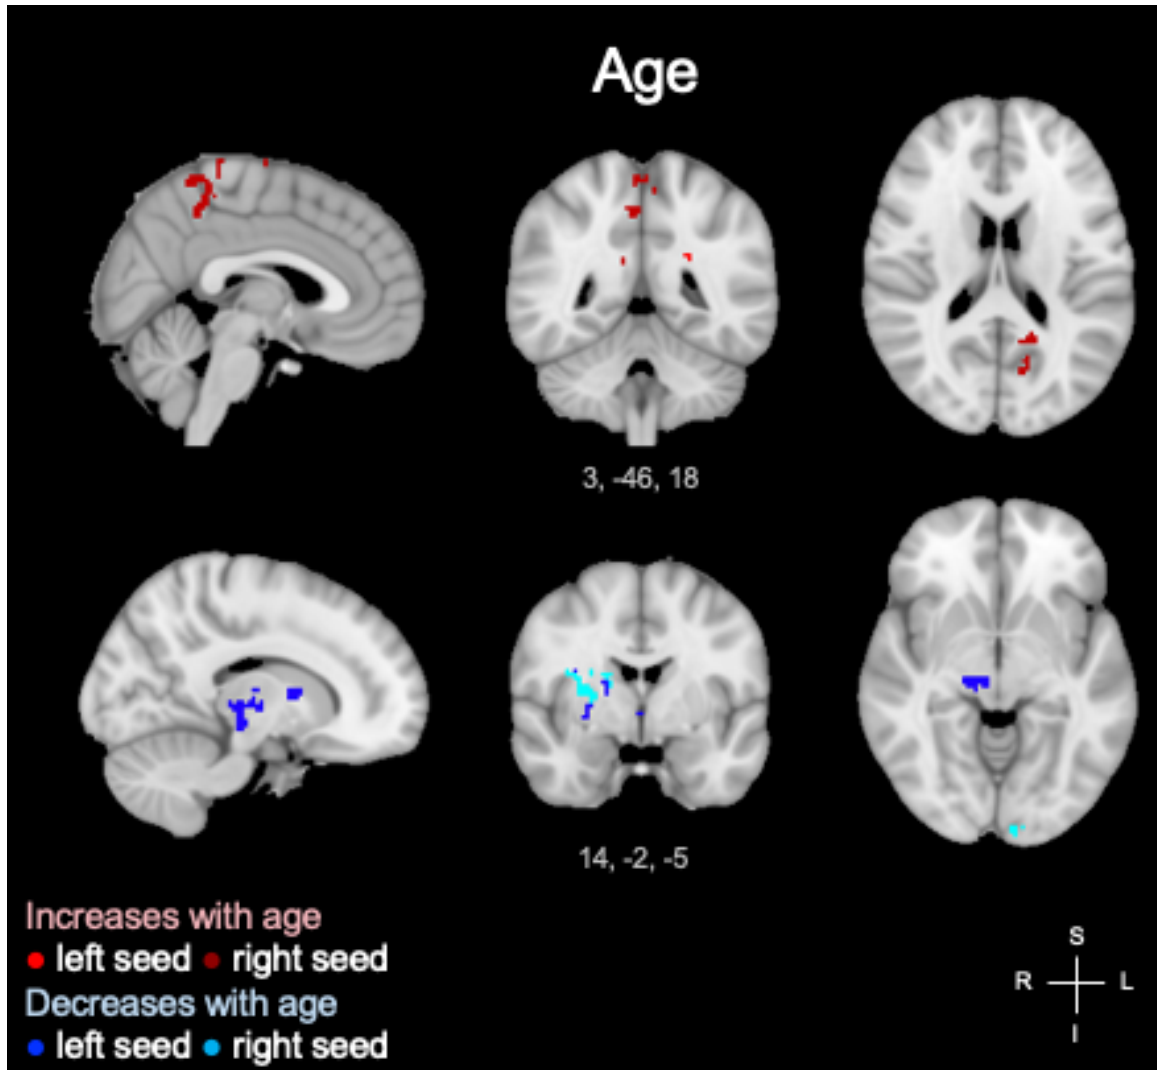 Age
3, -46, 18
14, -2, -5
Increases with age
left seed right seed
Decreases with age
left seed right seed
S
R L
I